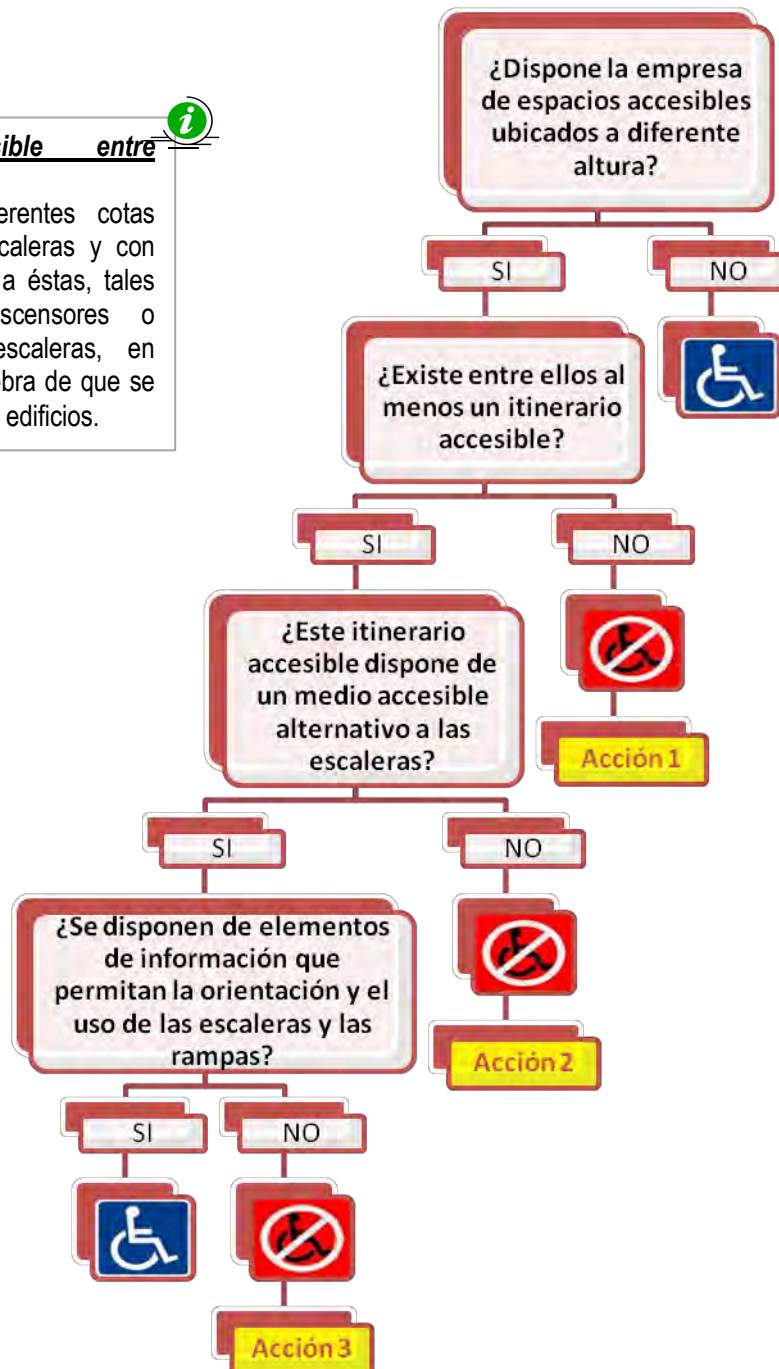 sible entre
erentes cotas
caleras y con
a éstas, tales
scensores o
escaleras, en
obra de que se
edificios.
¿Dispone la empresa
de espacios accesibles
ubicados a diferente
altura?
SI
NO
¿Existe entre ellos al
menos un itinerario
accesible?
SI
NO
¿Este itinerario
accesible dispone de
un medio accesible
alternativo a las
escaleras?
Acción 1
SI
NO
¿Se disponen de elementos
de información que
permitan la orientación y el
uso de las escaleras y las
rampas?
Acción 2
SI
NO
Acción 3